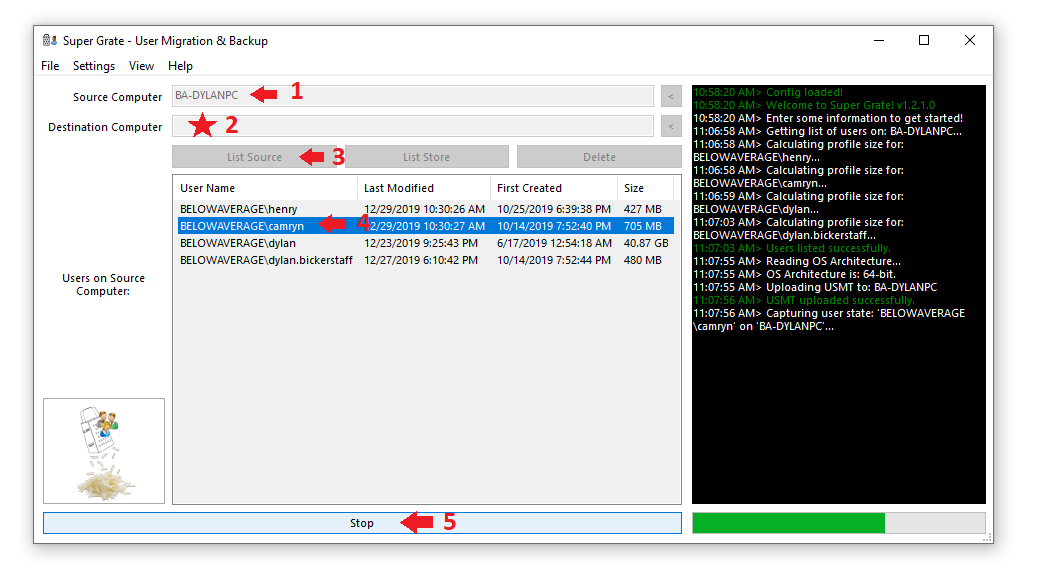 Super Grate - User Migration & Backup
File Settings View Help
Source Computer BA-DYLANPC 1 <
Destination Computer 2 <
List Source 3 List Store Delete
User Name Last Modified First Created Size
BELOWAVERAGE\henry 12/29/2019 10:30:26 AM 10/25/2019 6:39:38 PM 427 MB
BELOWAVERAGE\camryn 4 12/29/2019 10:30:27 AM 10/14/2019 7:52:40 PM 705 MB
BELOWAVERAGE\dylan 12/23/2019 9:25:43 PM 6/17/2019 12:54:18 AM 40.87 GB
BELOWAVERAGE\dylan.bickerstaff 12/27/2019 6:10:42 PM 10/14/2019 7:52:44 PM 480 MB
Users on Source
Computer:
Stop 5
10:58:20 AM> Config loaded!
10:58:20 AM> Welcome to Super Grate! v1.2.1.0
10:58:20 AM> Enter some information to get started!
11:06:58 AM> Getting list of users on: BA-DYLANPC...
11:06:58 AM> Calculating profile size for:
BELOWAVERAGE\henry...
11:06:58 AM> Calculating profile size for:
BELOWAVERAGE\camryn...
11:06:59 AM> Calculating profile size for:
BELOWAVERAGE\dylan...
11:07:03 AM> Calculating profile size for:
BELOWAVERAGE\dylan.bickerstaff...
11:07:03 AM> Users listed successfully.
11:07:55 AM> Reading OS Architecture...
11:07:55 AM> OS Architecture is: 64-bit.
11:07:55 AM> Uploading USMT to: BA-DYLANPC
11:07:56 AM> USMT uploaded successfully.
11:07:56 AM> Capturing user state: 'BELOWAVERAGE
\camryn' on 'BA-DYLANPC'...